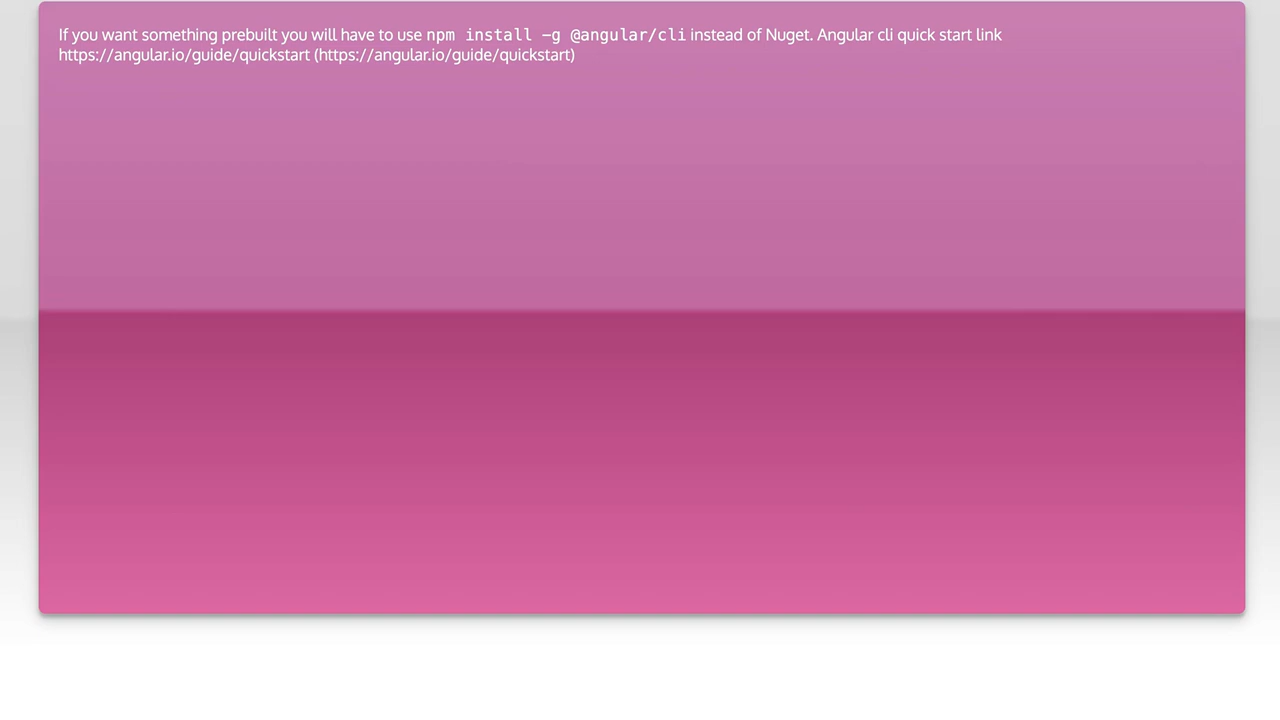 If you want something prebuilt you will have to use npm install -g @angular/cli instead of Nuget. Angular cli quick start link
https://angular.io/guide/quickstart (https://angular.io/guide/quickstart)